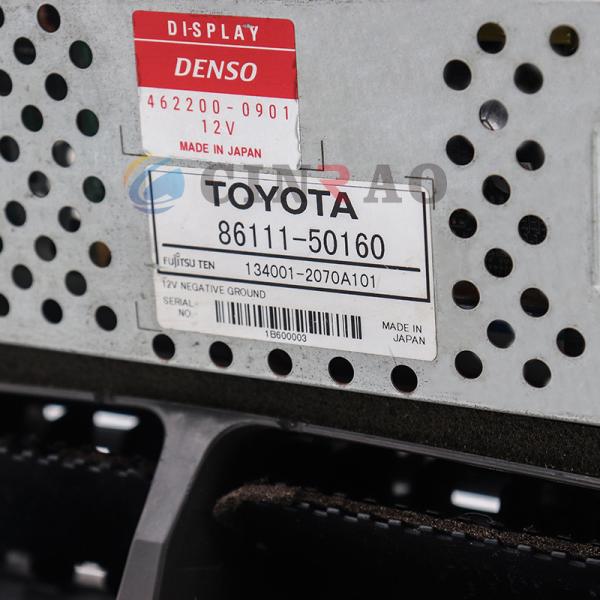 DISPLAY
DENSO
462200-0901
12V
MADE IN JAPAN
CINRAO
TOYOTA
86111-50160
FUJITSU TEN 134001-2070A101
12V NEGATIVE GROUND
SERIAL NO.
1B600003
MADE IN JAPAN